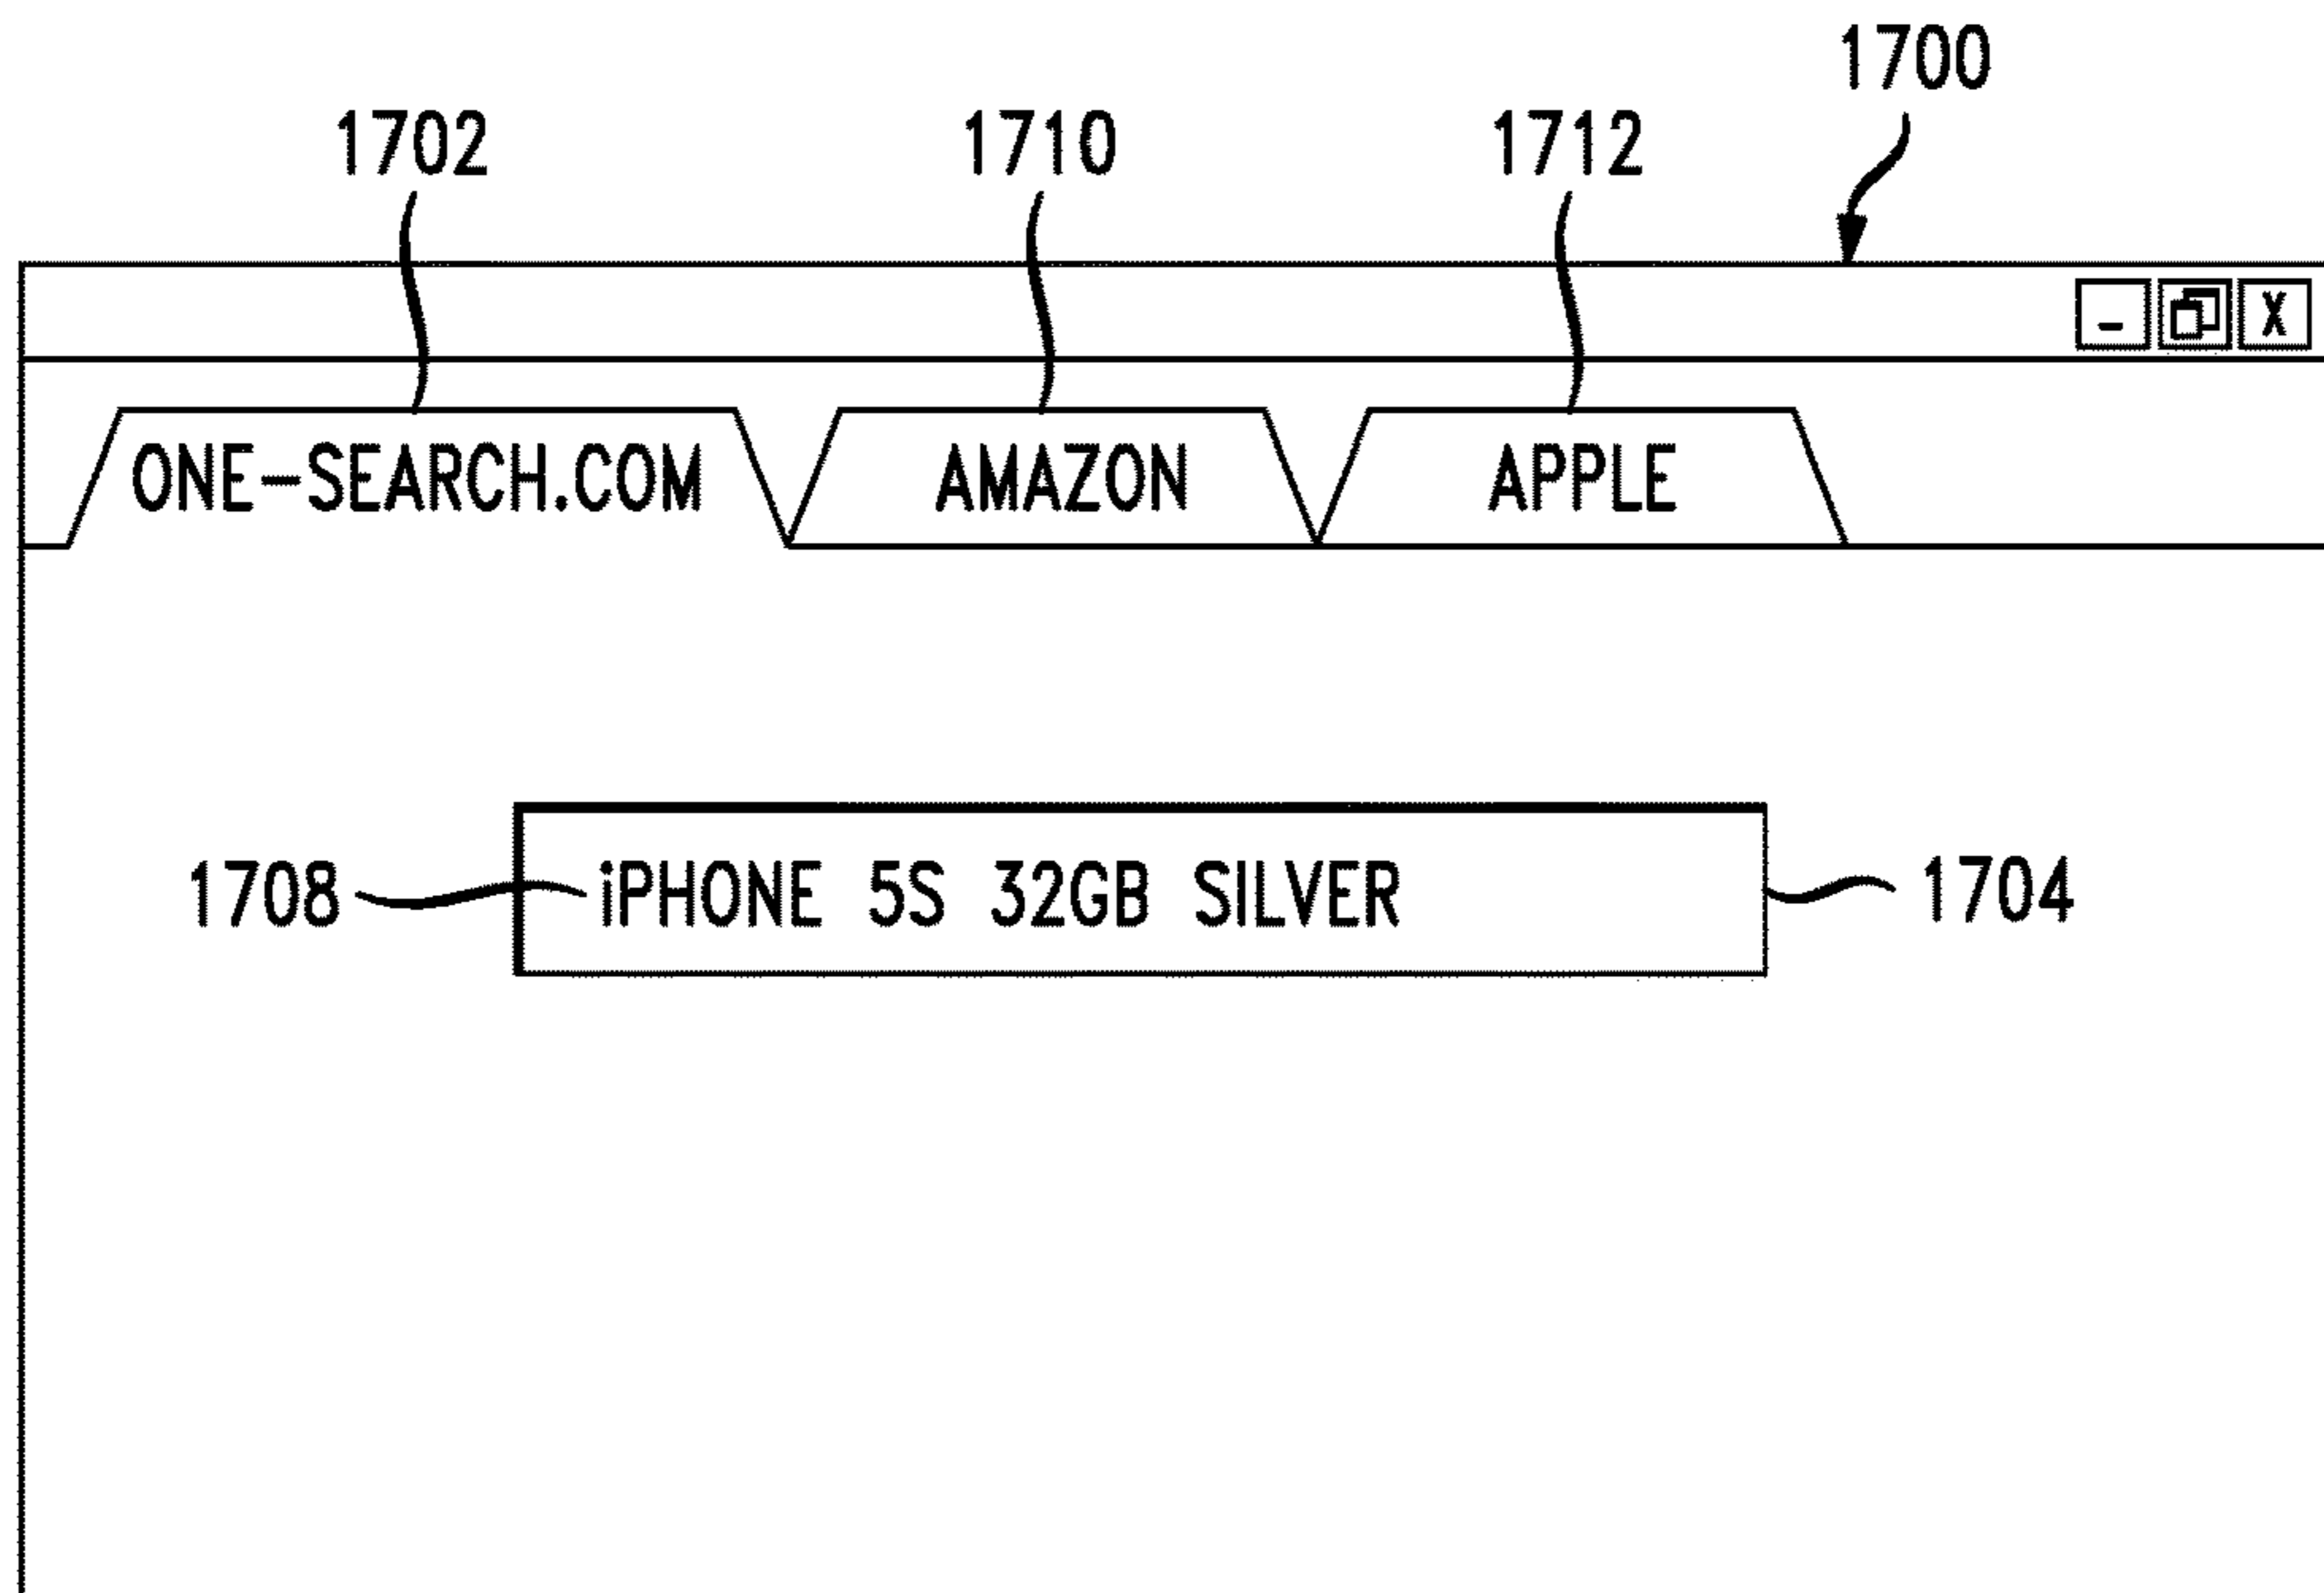 1700
1702 1710 1712
- X
ONE-SEARCH.COM AMAZON APPLE
1708 iPHONE 5S 32GB SILVER 1704